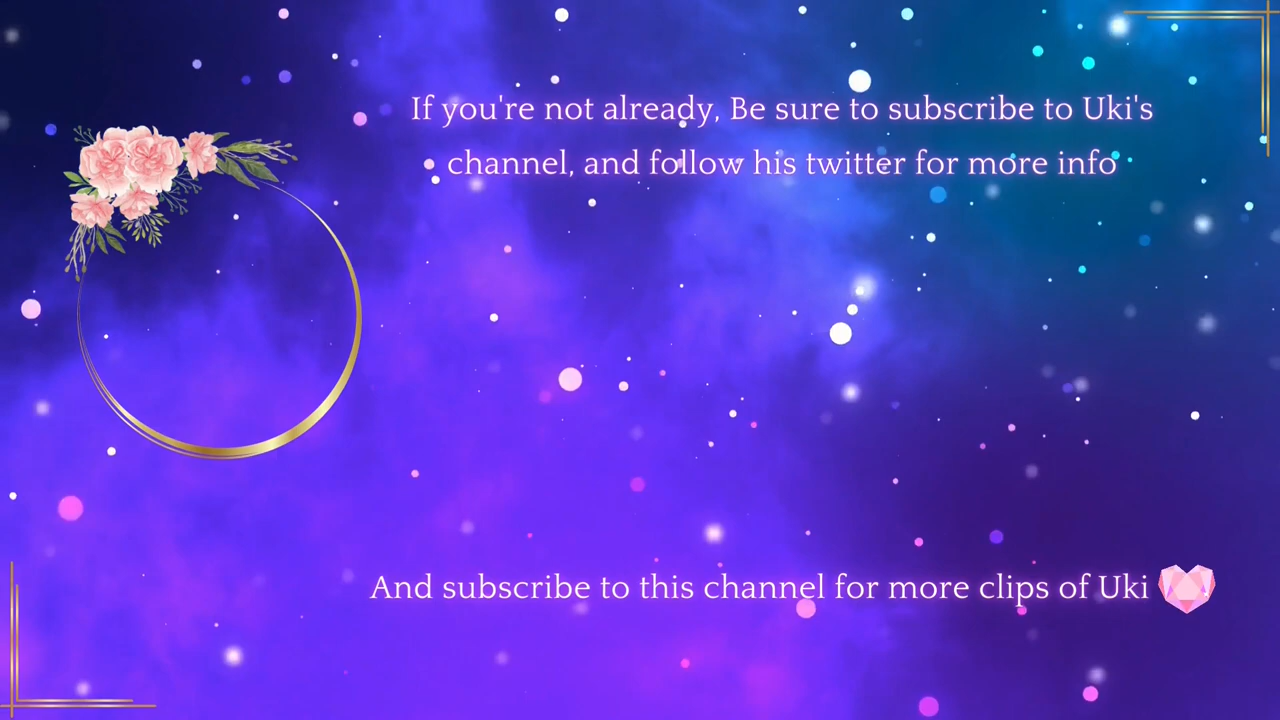 If you're not already, Be sure to subscribe to Uki's
channel, and follow his twitter for more info
And subscribe to this channel for more clips of Uki